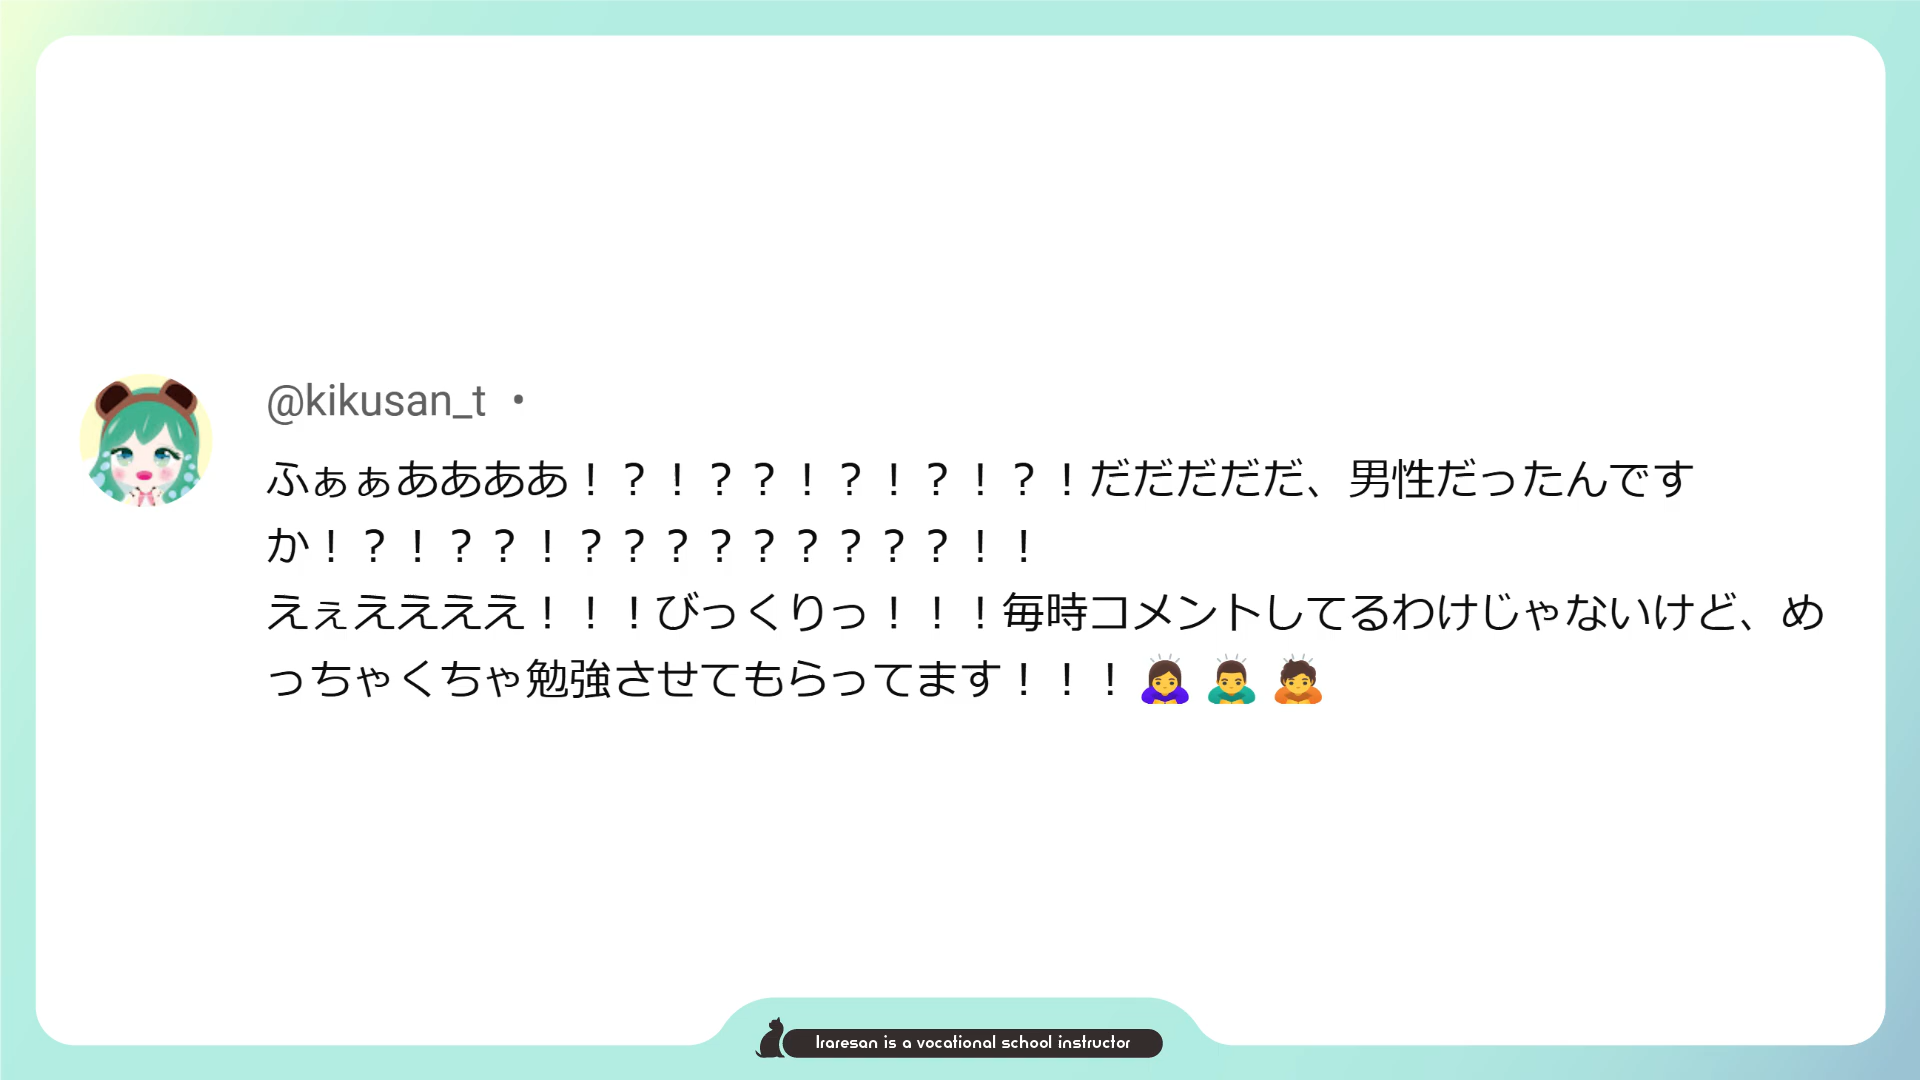 @kikusan_t •
ふぁぁああああ！？！？？！？！？！？！だだだだだ、男性だったんです
か！？！？？！？？？？？？？？？！！
えぇええええ！！！びっくりっ！！！毎時コメントしてるわけじゃないけど、め
っちゃくちゃ勉強させてもらってます！！！🙇‍♀️🙇‍♂️🙇
Iraresan is a vocational school instructor